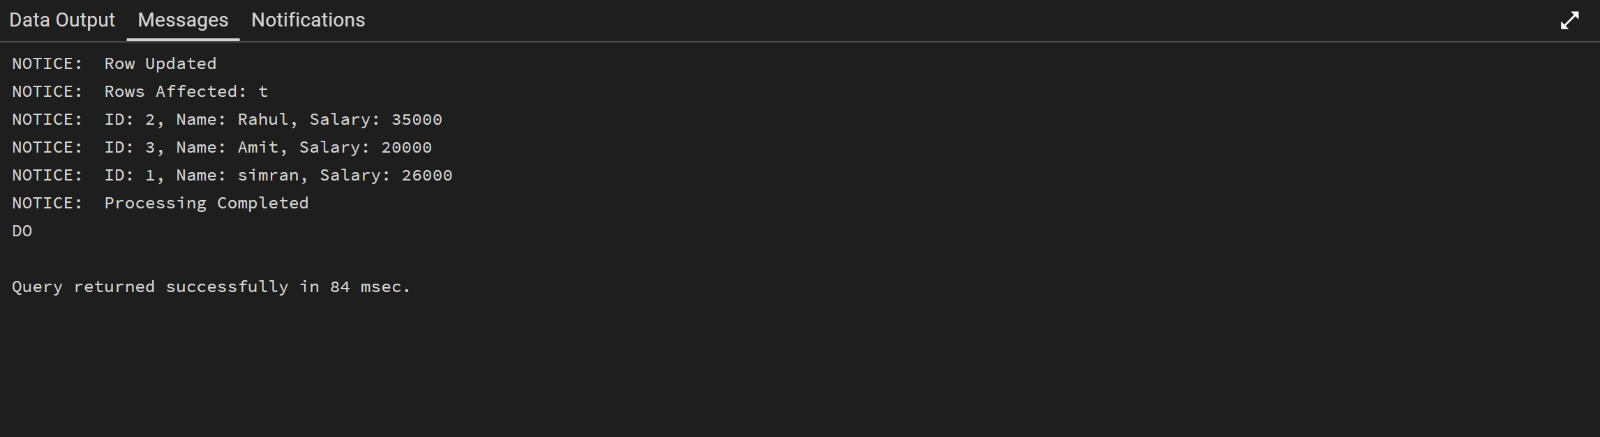 Data Output Messages Notifications
NOTICE:  Row Updated
NOTICE:  Rows Affected: t
NOTICE:  ID: 2, Name: Rahul, Salary: 35000
NOTICE:  ID: 3, Name: Amit, Salary: 20000
NOTICE:  ID: 1, Name: simran, Salary: 26000
NOTICE:  Processing Completed
DO
Query returned successfully in 84 msec.